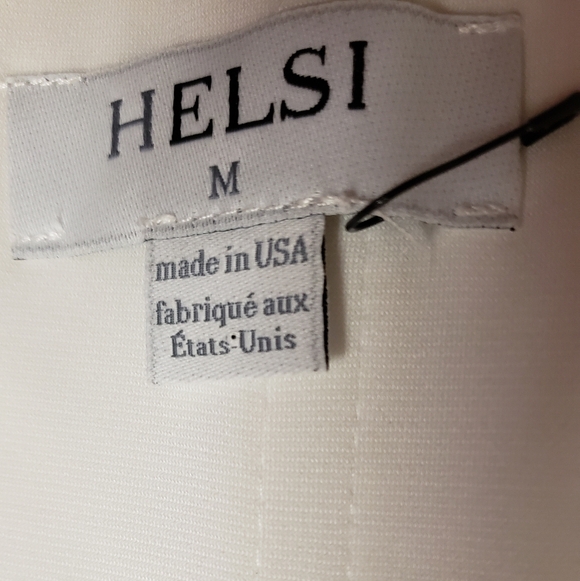 HELSI
M
made in USA
fabriqué aux
États-Unis